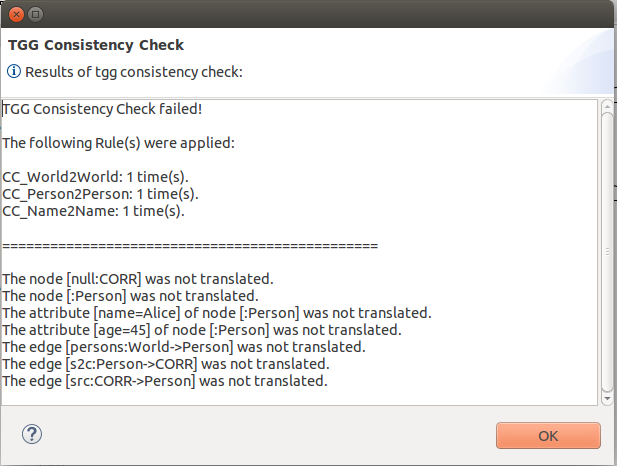 TGG Consistency Check
Results of tgg consistency check:
TGG Consistency Check failed!
The following Rule(s) were applied:
CC_World2World: 1 time(s).
CC_Person2Person: 1 time(s).
CC_Name2Name: 1 time(s).
===============================================
The node [null:CORR] was not translated.
The node [:Person] was not translated.
The attribute [name=Alice] of node [:Person] was not translated.
The attribute [age=45] of node [:Person] was not translated.
The edge [persons:World->Person] was not translated.
The edge [s2c:Person->CORR] was not translated.
The edge [src:CORR->Person] was not translated.
?
OK